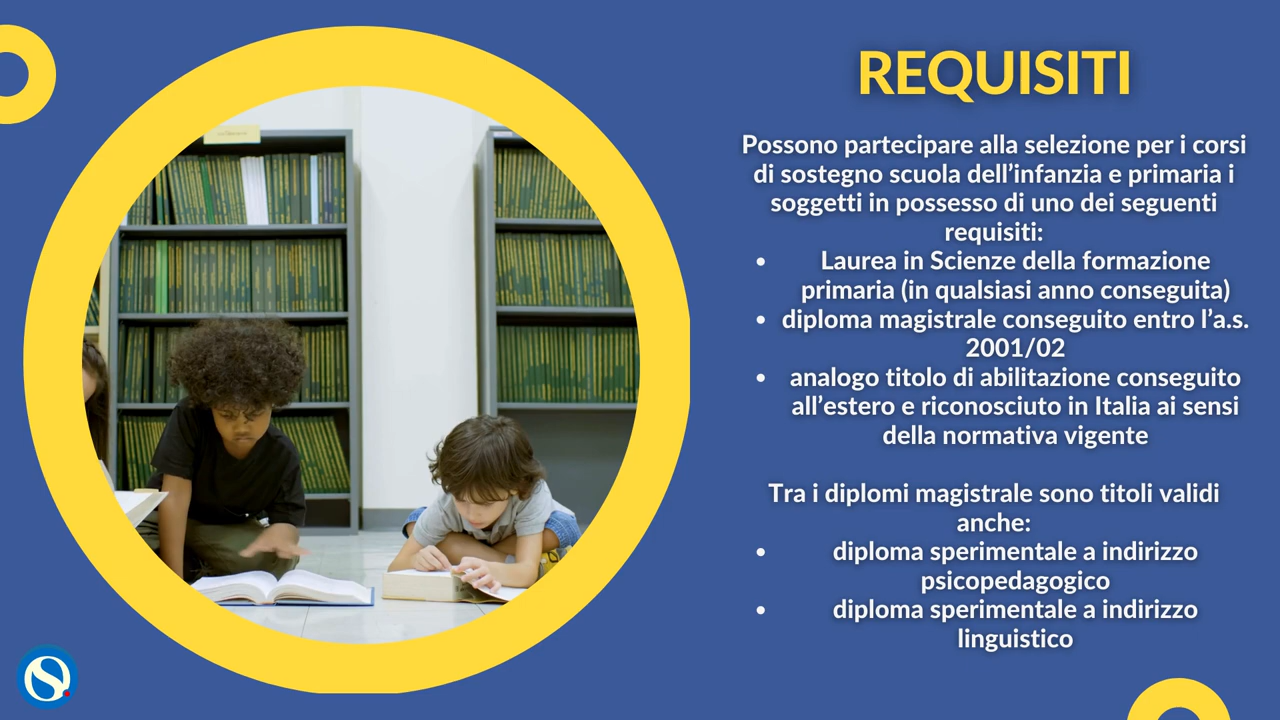 REQUISITI
Possono partecipare alla selezione per i corsi
di sostegno scuola dell’infanzia e primaria i
soggetti in possesso di uno dei seguenti
requisiti:
• Laurea in Scienze della formazione
primaria (in qualsiasi anno conseguita)
• diploma magistrale conseguito entro l’a.s.
2001/02
• analogo titolo di abilitazione conseguito
all’estero e riconosciuto in Italia ai sensi
della normativa vigente
Tra i diplomi magistrale sono titoli validi
anche:
• diploma sperimentale a indirizzo
psicopedagogico
• diploma sperimentale a indirizzo
linguistico
S